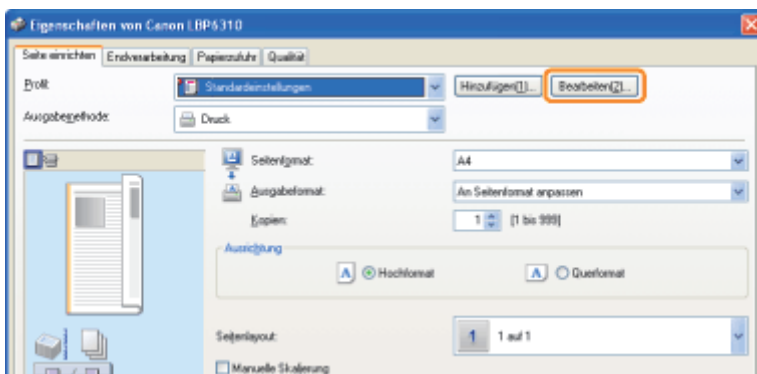 Eigenschaften von Canon LBP6310
Seite einrichten Endverarbeitung Papierzufuhr Qualität
Profil: Standardeinstellungen Hinzufügen(1)... Bearbeiten(2)...
Ausgabemethode: Druck
Seitenformat: A4
Ausgabeformat: An Seitenformat anpassen
Kopien: 1 [1 bis 999]
Ausrichtung
A Hochformat A Querformat
Seitenlayout: 1 1 auf 1
Manuelle Skalierung